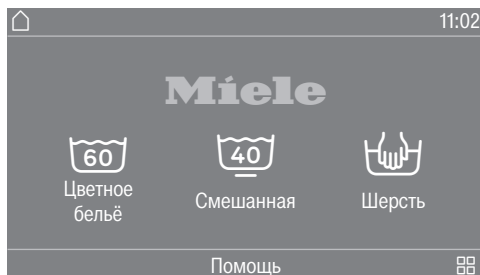 11:02
Miele
60
40
Цветное
бельё
Смешанная
Шерсть
Помощь